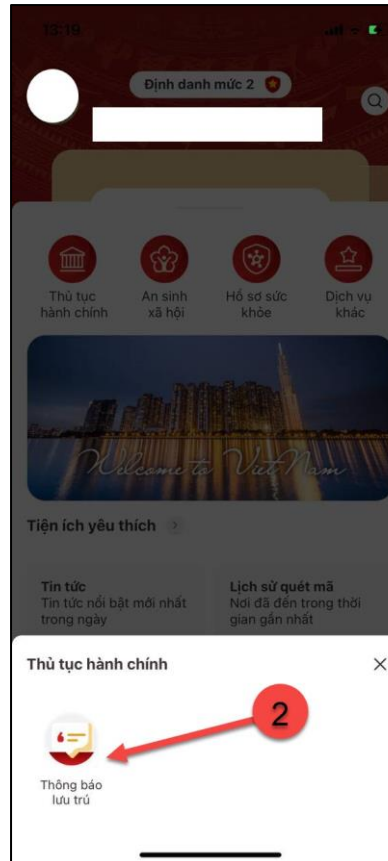 13:19
Định danh mức 2
Thủ tục
hành chính
An sinh
xã hội
Hồ sơ sức
khỏe
Dịch vụ
khác
Welcome to Viet Nam
Tiện ích yêu thích
Tin tức
Tin tức nổi bật mới nhất
trong ngày
Lịch sử quét mã
Nơi đã đến trong thời
gian gần nhất
Thủ tục hành chính
2
Thông báo
lưu trú